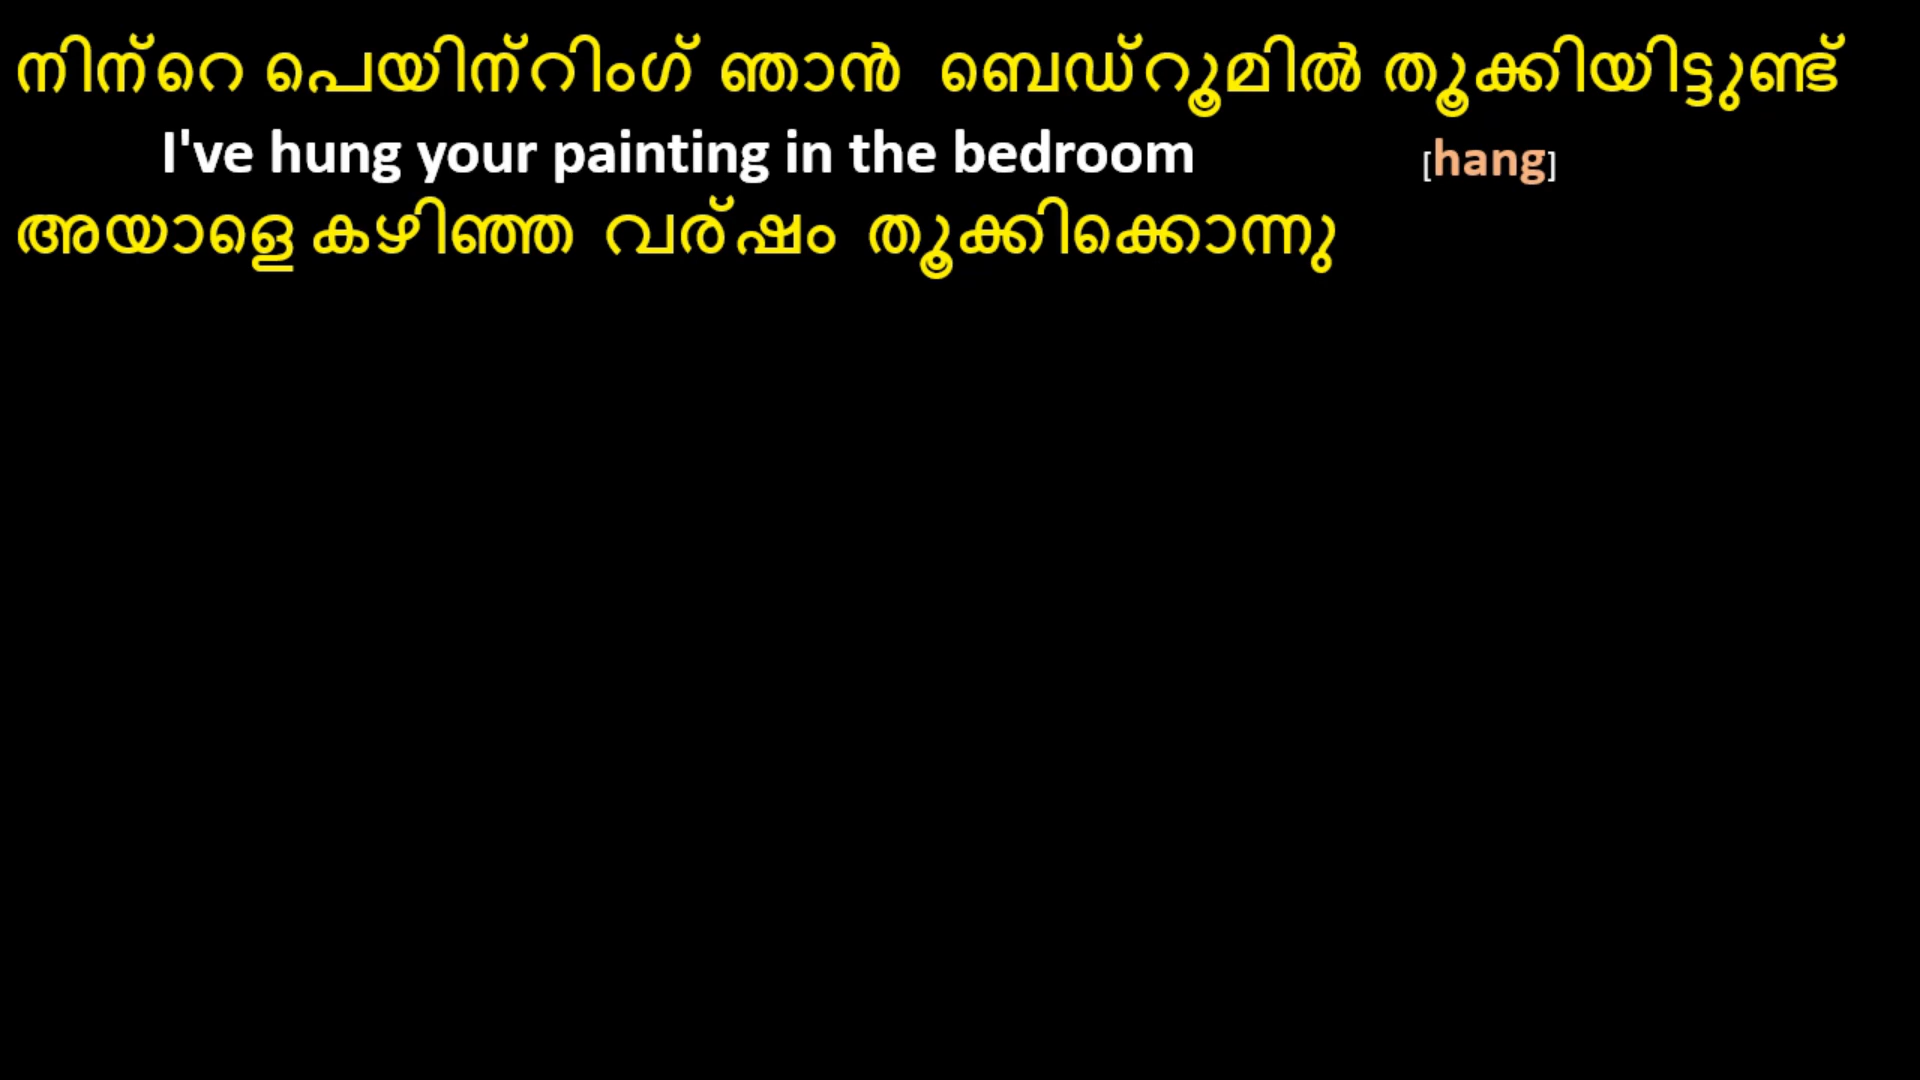 നിന്‍റെ പെയിന്‍റിംഗ് ഞാൻ ബെഡ്റൂമിൽ തൂക്കിയിട്ടുണ്ട്
I've hung your painting in the bedroom [hang]
അയാളെ കഴിഞ്ഞ വര്‌ഷം തൂക്കിക്കൊന്നു